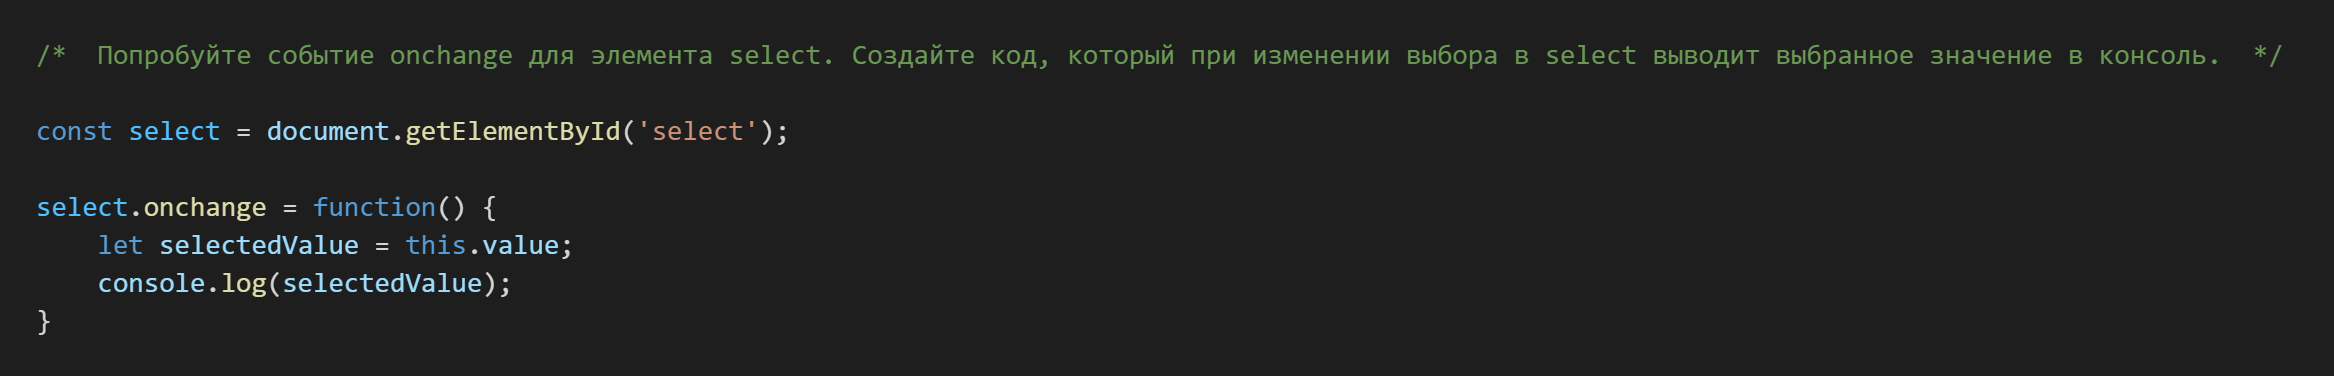 /*  Попробуйте событие onchange для элемента select. Создайте код, который при изменении выбора в select выводит выбранное значение в консоль.  */
const select = document.getElementById('select');
select.onchange = function() {
    let selectedValue = this.value;
    console.log(selectedValue);
}